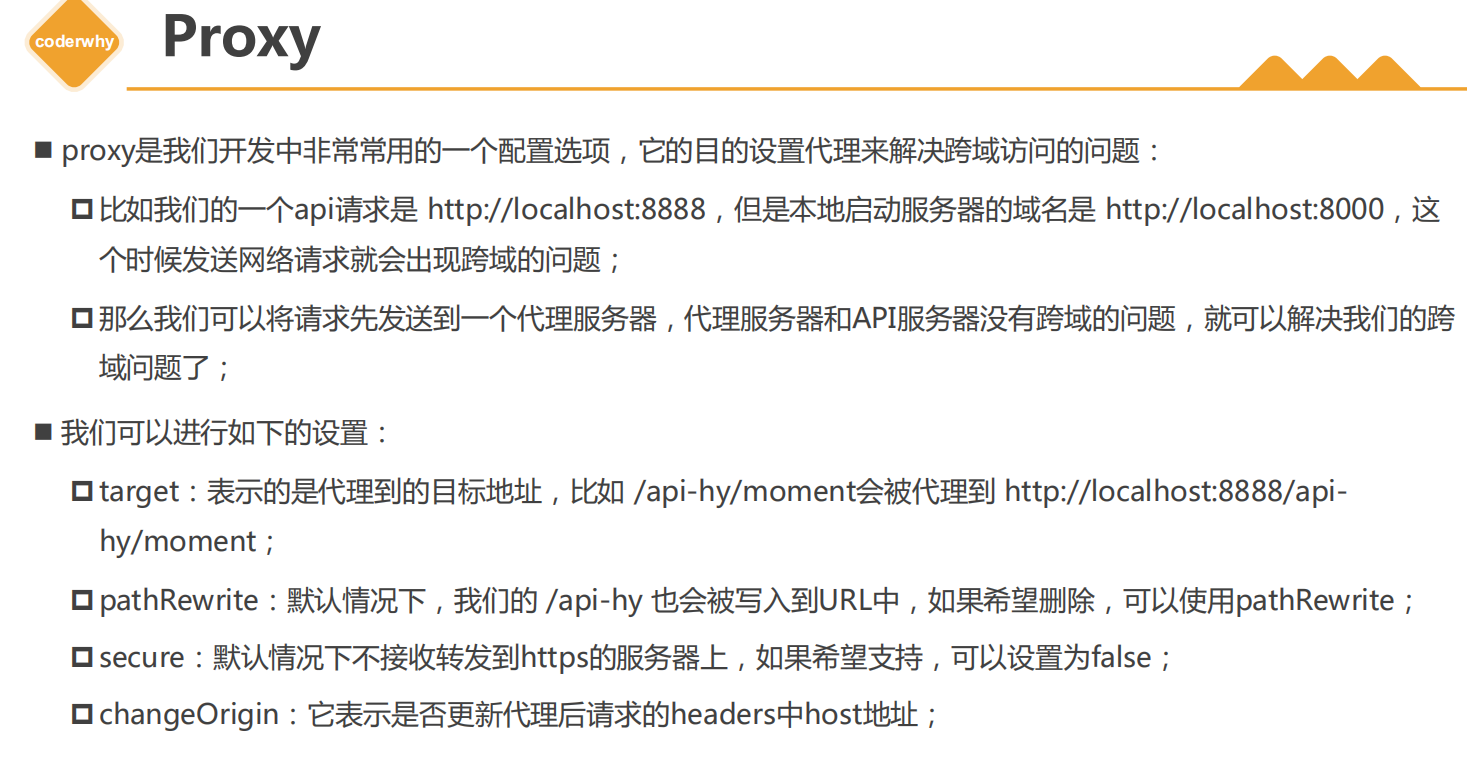 coderwhy
Proxy
proxy是我们开发中非常常用的一个配置选项，它的目的设置代理来解决跨域访问的问题：
比如我们的一个api请求是 http://localhost:8888，但是本地启动服务器的域名是 http://localhost:8000，这
个时候发送网络请求就会出现跨域的问题；
那么我们可以将请求先发送到一个代理服务器，代理服务器和API服务器没有跨域的问题，就可以解决我们的跨
域问题了；
我们可以进行如下的设置：
target：表示的是代理到的目标地址，比如 /api-hy/moment会被代理到 http://localhost:8888/api-
hy/moment；
pathRewrite：默认情况下，我们的 /api-hy 也会被写入到URL中，如果希望删除，可以使用pathRewrite；
secure：默认情况下不接收转发到https的服务器上，如果希望支持，可以设置为false；
changeOrigin：它表示是否更新代理后请求的headers中host地址；